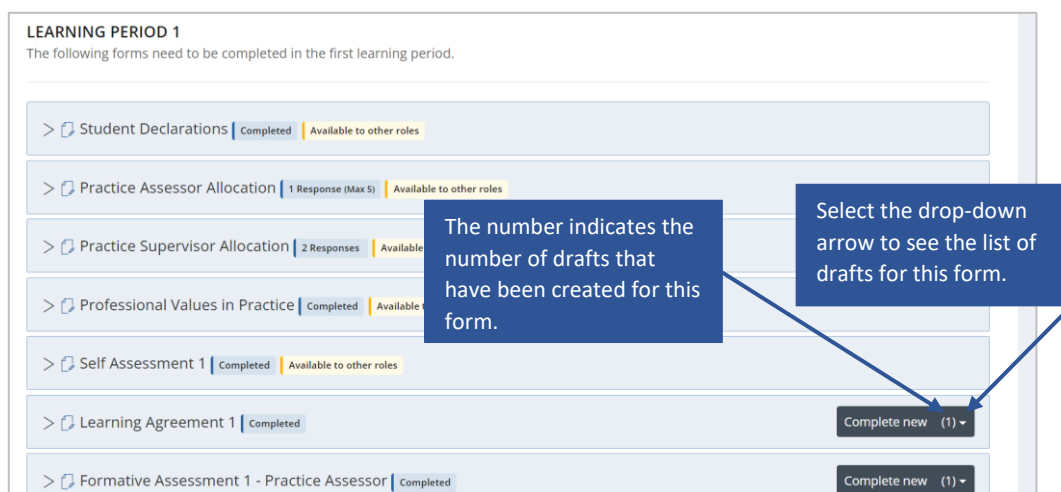 LEARNING PERIOD 1
The following forms need to be completed in the first learning period.
Student Declarations Completed Available to other roles
Practice Assessor Allocation 1 Response (Max 5) Available to other roles
Practice Supervisor Allocation 2 Responses Available
The number indicates the
number of drafts that
have been created for this
form.
Select the drop-down
arrow to see the list of
drafts for this form.
Professional Values in Practice Completed Available
Self Assessment 1 Completed Available to other roles
Learning Agreement 1 Completed Complete new (1)
Formative Assessment 1 - Practice Assessor Completed Complete new (1)